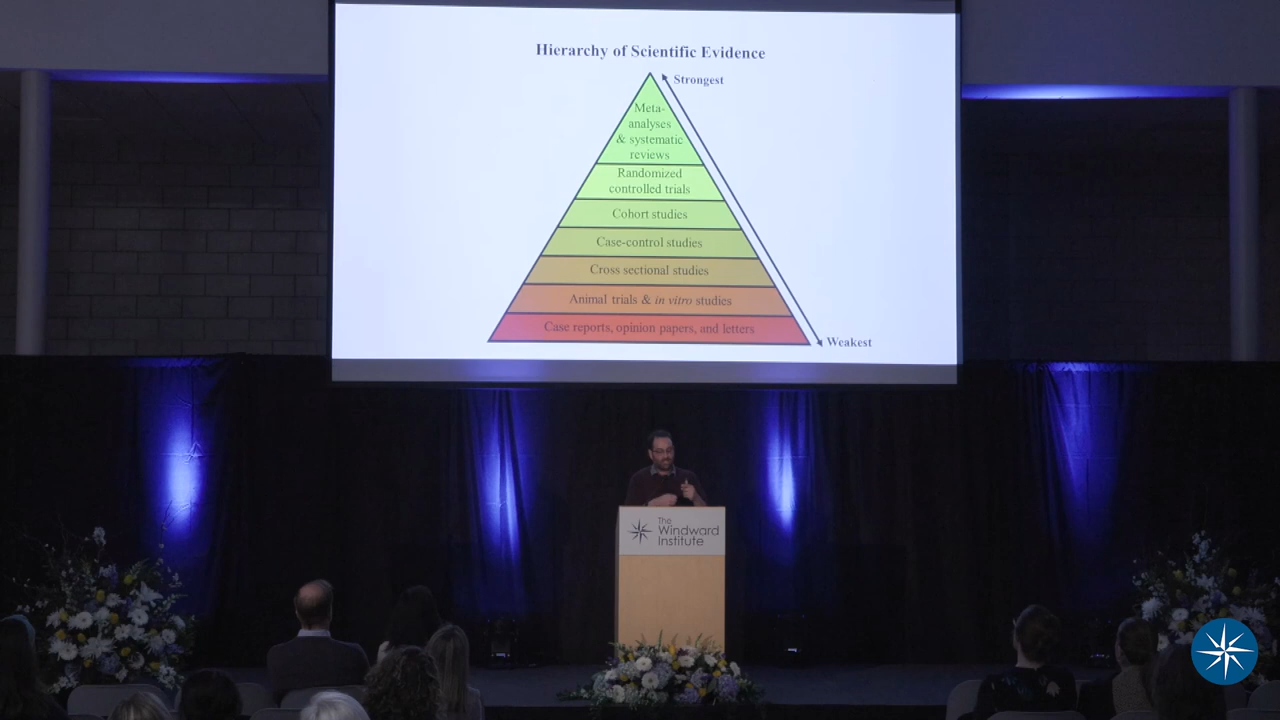 Hierarchy of Scientific Evidence
Strongest
Meta-
analyses
& systematic
reviews
Randomized
controlled trials
Cohort studies
Case-control studies
Cross sectional studies
Animal trials & in vitro studies
Case reports, opinion papers, and letters
Weakest
The
Windward
Institute